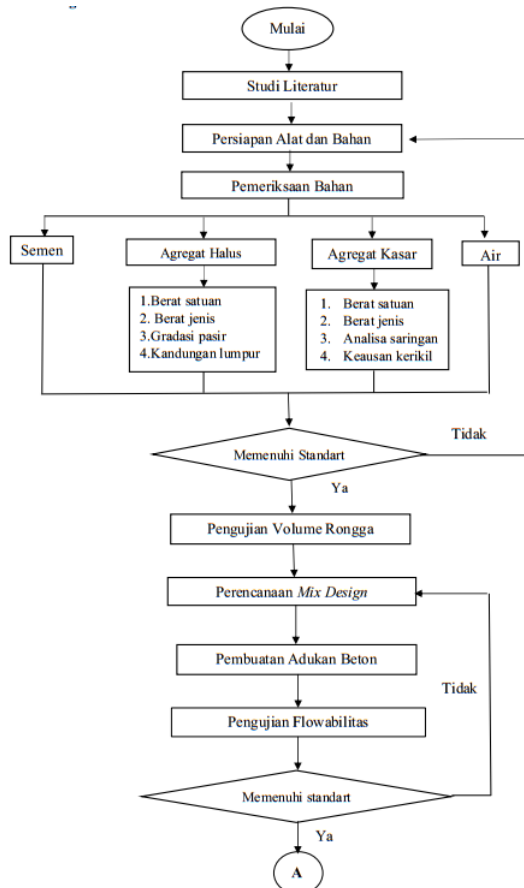 Mulai
Studi Literatur
Persiapan Alat dan Bahan
Pemeriksaan Bahan
Semen
Agregat Halus
Agregat Kasar
Air
1.Berat satuan
2. Berat jenis
3.Gradasi pasir
4.Kandungan lumpur
1. Berat satuan
2. Berat jenis
3. Analisa saringan
4. Keausan kerikil
Memenuhi Standart
Tidak
Ya
Pengujian Volume Rongga
Perencanaan Mix Design
Pembuatan Adukan Beton
Tidak
Pengujian Flowabilitas
Memenuhi standart
Ya
A